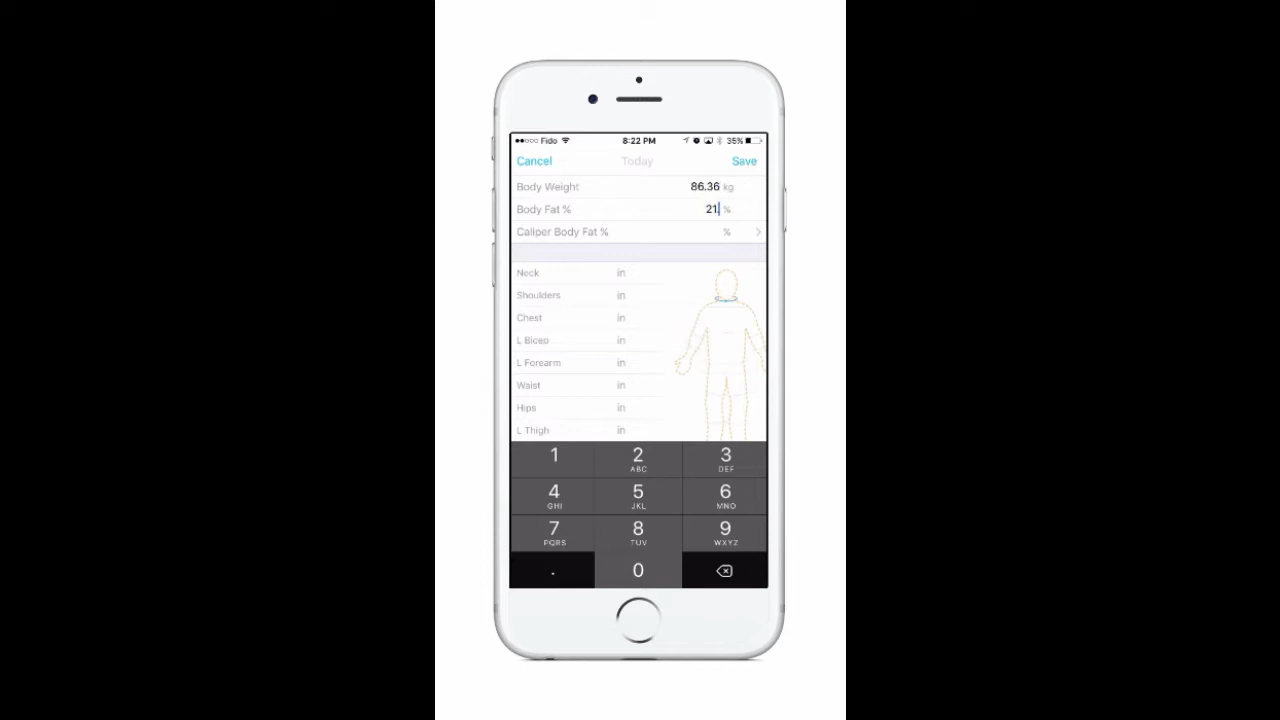 Fido 8:22 PM 35%
Cancel Today Save
Body Weight 86.36 kg
Body Fat % 21 %
Caliper Body Fat % %
Neck in
Shoulders in
Chest in
L Bicep in
L Forearm in
Waist in
Hips in
L Thigh in
1 2 3
ABC DEF
4 5 6
GHI JKL MNO
7 8 9
PQRS TUV WXYZ
. 0